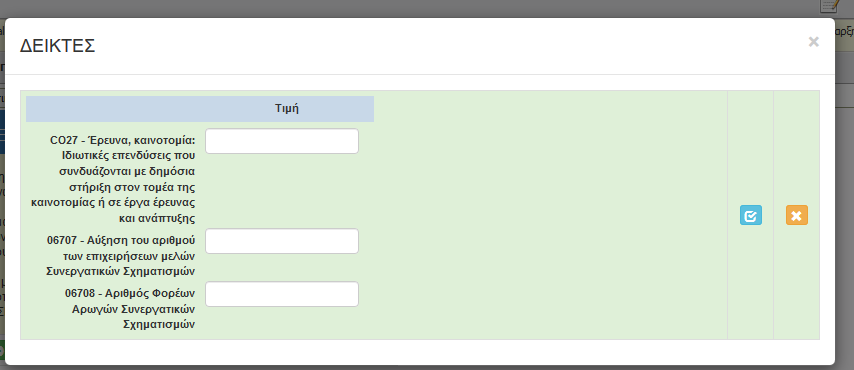 ΔΕΙΚΤΕΣ
Τιμή
CO27 - Έρευνα, καινοτομία:
Ιδιωτικές επενδύσεις που
συνδυάζονται με δημόσια
στήριξη στον τομέα της
καινοτομίας ή σε έργα έρευνας
και ανάπτυξης
06707 - Αύξηση του αριθμού
των επιχειρήσεων μελών
Συνεργατικών Σχηματισμών
06708 - Αριθμός Φορέων
Αρωγών Συνεργατικών
Σχηματισμών